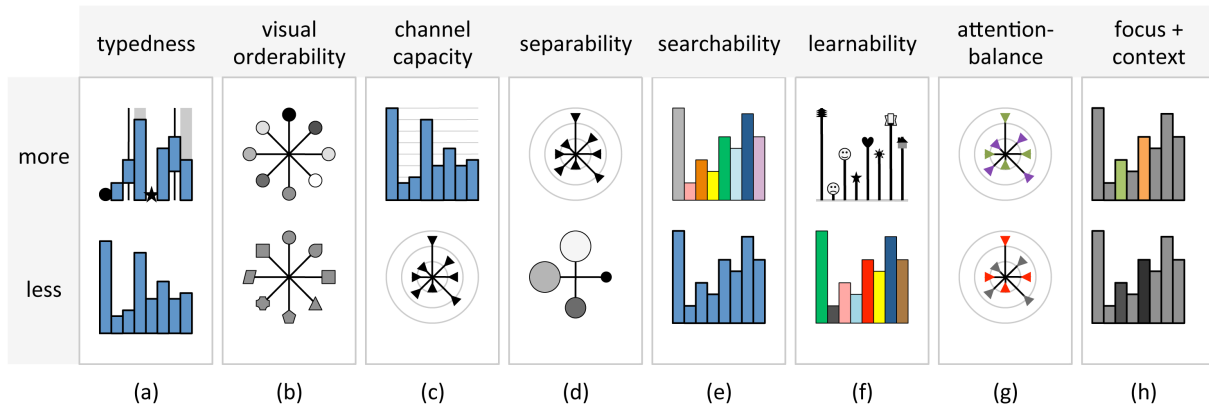 typedness
visual
orderability
channel
capacity
separability
searchability
learnability
attention-
balance
focus +
context
more
less
(a)
(b)
(c)
(d)
(e)
(f)
(g)
(h)